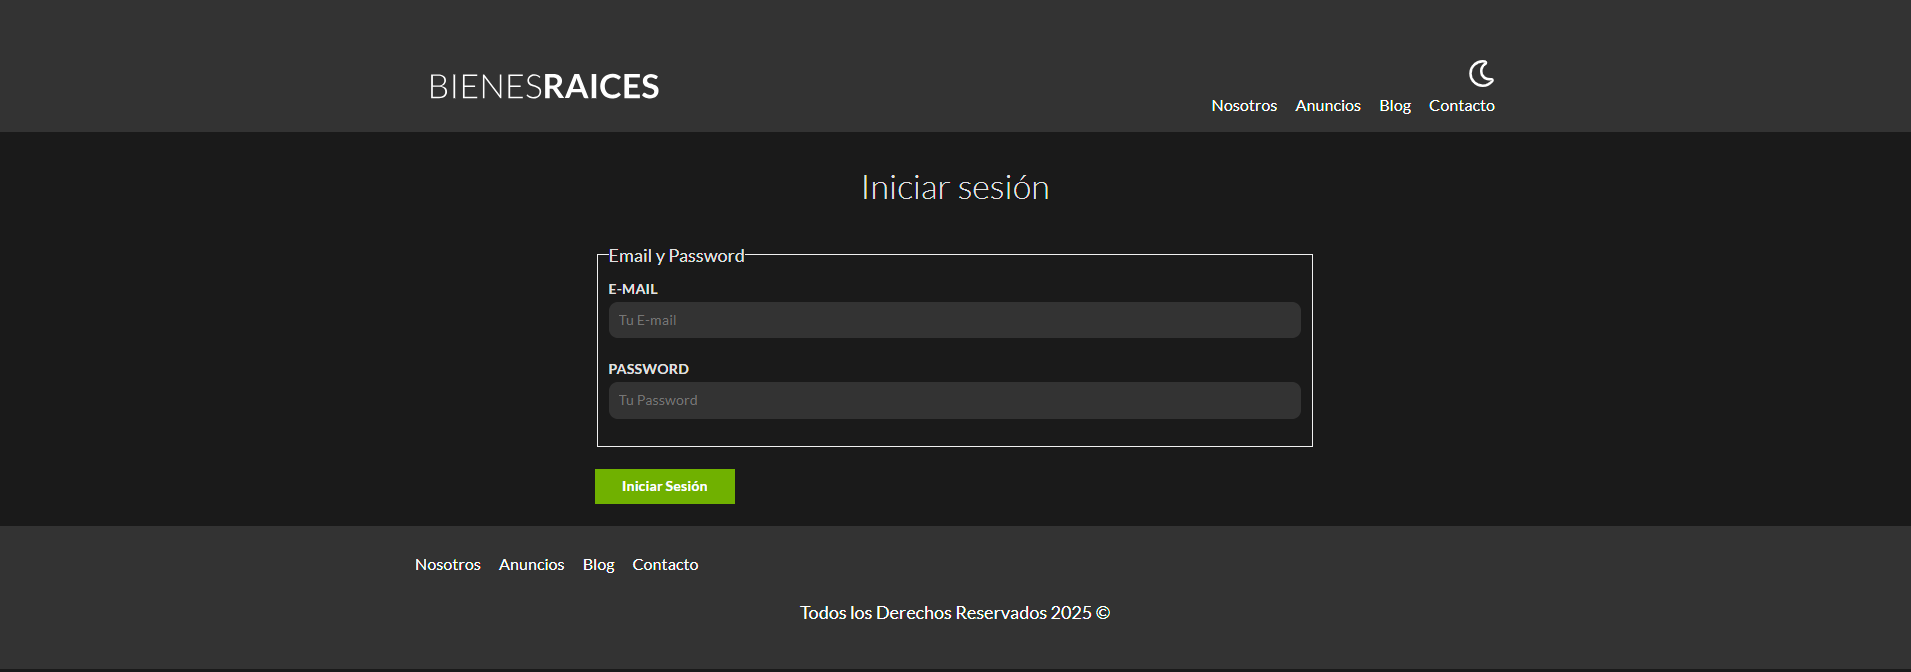 BIENESRAICES
Nosotros Anuncios Blog Contacto
Iniciar sesión
Email y Password
E-MAIL
Tu E-mail
PASSWORD
Tu Password
Iniciar Sesión
Nosotros Anuncios Blog Contacto
Todos los Derechos Reservados 2025 ©